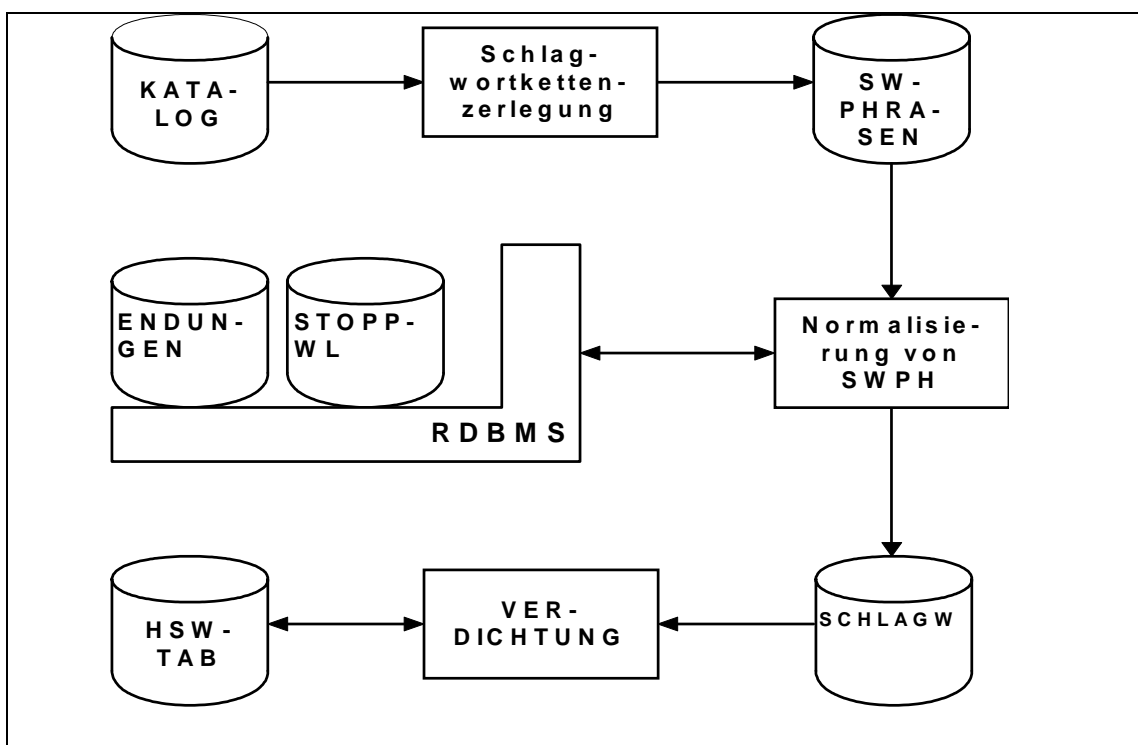 KATA-
LOG
Schlag-
wortketten-
zerlegung
SW-
PHRA-
SEN
ENDUN-
GEN
STOPP-
WL
RDBMS
Normalisie-
rung von
SWPH
HSW-
TAB
VER-
DICHTUNG
SCHLAGW